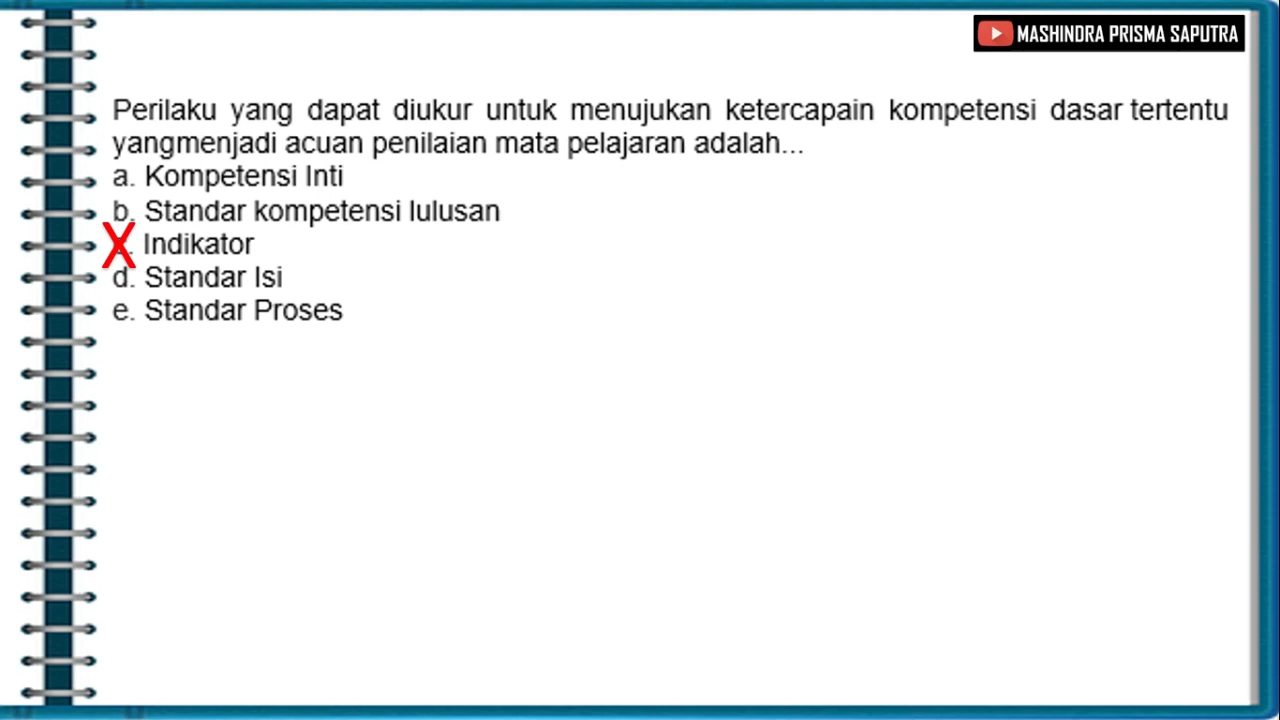 MASHINDRA PRISMA SAPUTRA
Perilaku yang dapat diukur untuk menujukan ketercapain kompetensi dasar tertentu
yangmenjadi acuan penilaian mata pelajaran adalah...
a. Kompetensi Inti
b. Standar kompetensi lulusan
X. Indikator
d. Standar Isi
e. Standar Proses